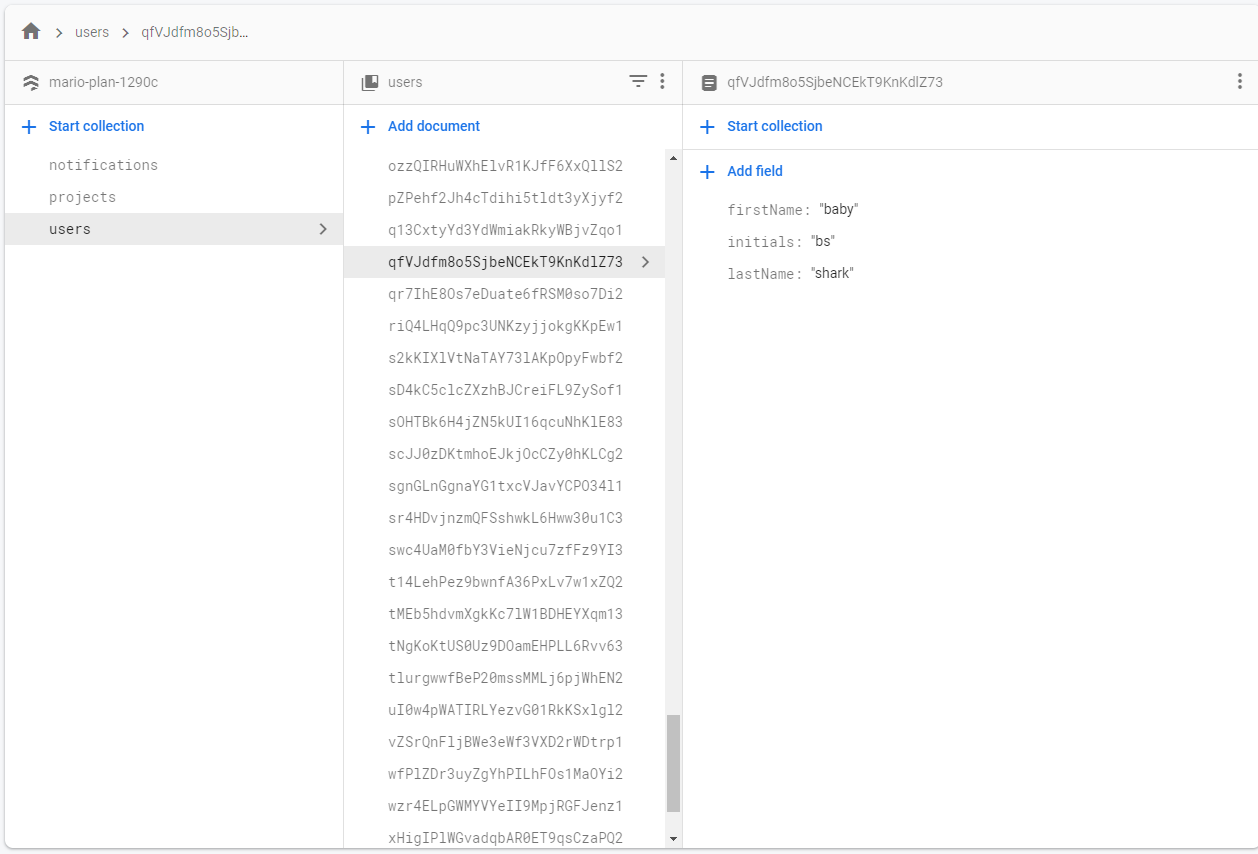 users
qfVJdfm8o5Sjb...
mario-plan-1290c
Start collection
notifications
projects
users
users
Add document
ozzQIRHuWXhElvR1KJfF6XxQllS2
pZPehf2Jh4cTdihi5tldt3yXjyf2
q13CxtyYd3YdWmiakRkyWBjvZqo1
qfVJdfm8o5SjbeNCEkT9KnKdlZ73
qr7IhE8Os7eDuate6fRSM0so7Di2
riQ4LHqQ9pc3UNKzyjjokgKKpEw1
s2kKIXlVtNaTAY73lAKpOpyFwbf2
sD4kC5clcZXzhBJCreiFL9ZySof1
sOHTBk6H4jZN5kUI16qcuNhKlE83
scJJ0zDKtmhoEJkjOcCZy0hKLCg2
sgnGLnGgnaYG1txcVJavYCPO34l1
sr4HDvjnzmQFSshwkL6Hww30u1C3
swc4UaM0fbY3VieNjcu7zfFz9YI3
t14LehPez9bwnfA36PxLv7w1xZQ2
tMEb5hdvmXgkKc7lW1BDHEYXqm13
tNgKoKtUS0Uz9DOamEHPLL6Rvv63
tlurgwwfBeP20mssMMLj6pjWhEN2
uI0w4pWATIRLYezvG01RkKSxlgl2
vZSrQnFljBWe3eWf3VXD2rWDtrp1
wfPlZDr3uyZgYhPILhFOs1MaOYi2
wzr4ELpGWMYVYeII9MpjRGFJenz1
xHigIPlWGvadqbAR0ET9qsCzaPQ2
qfVJdfm8o5SjbeNCEkT9KnKdlZ73
Start collection
Add field
firstName: "baby"
initials: "bs"
lastName: "shark"